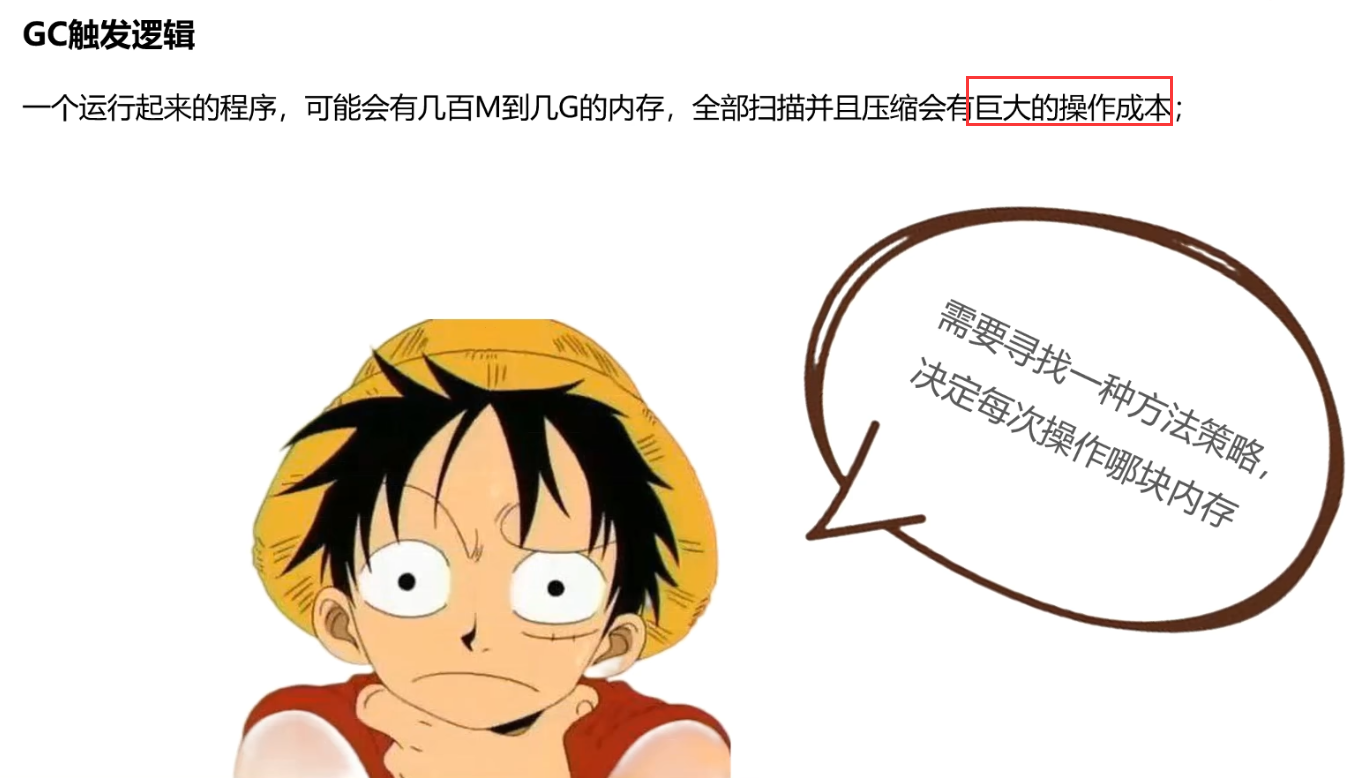 GC触发逻辑
一个运行起来的程序，可能会有几百M到几G的内存，全部扫描并且压缩会有巨大的操作成本；
需要寻找一种方法策略，
决定每次操作哪块内存